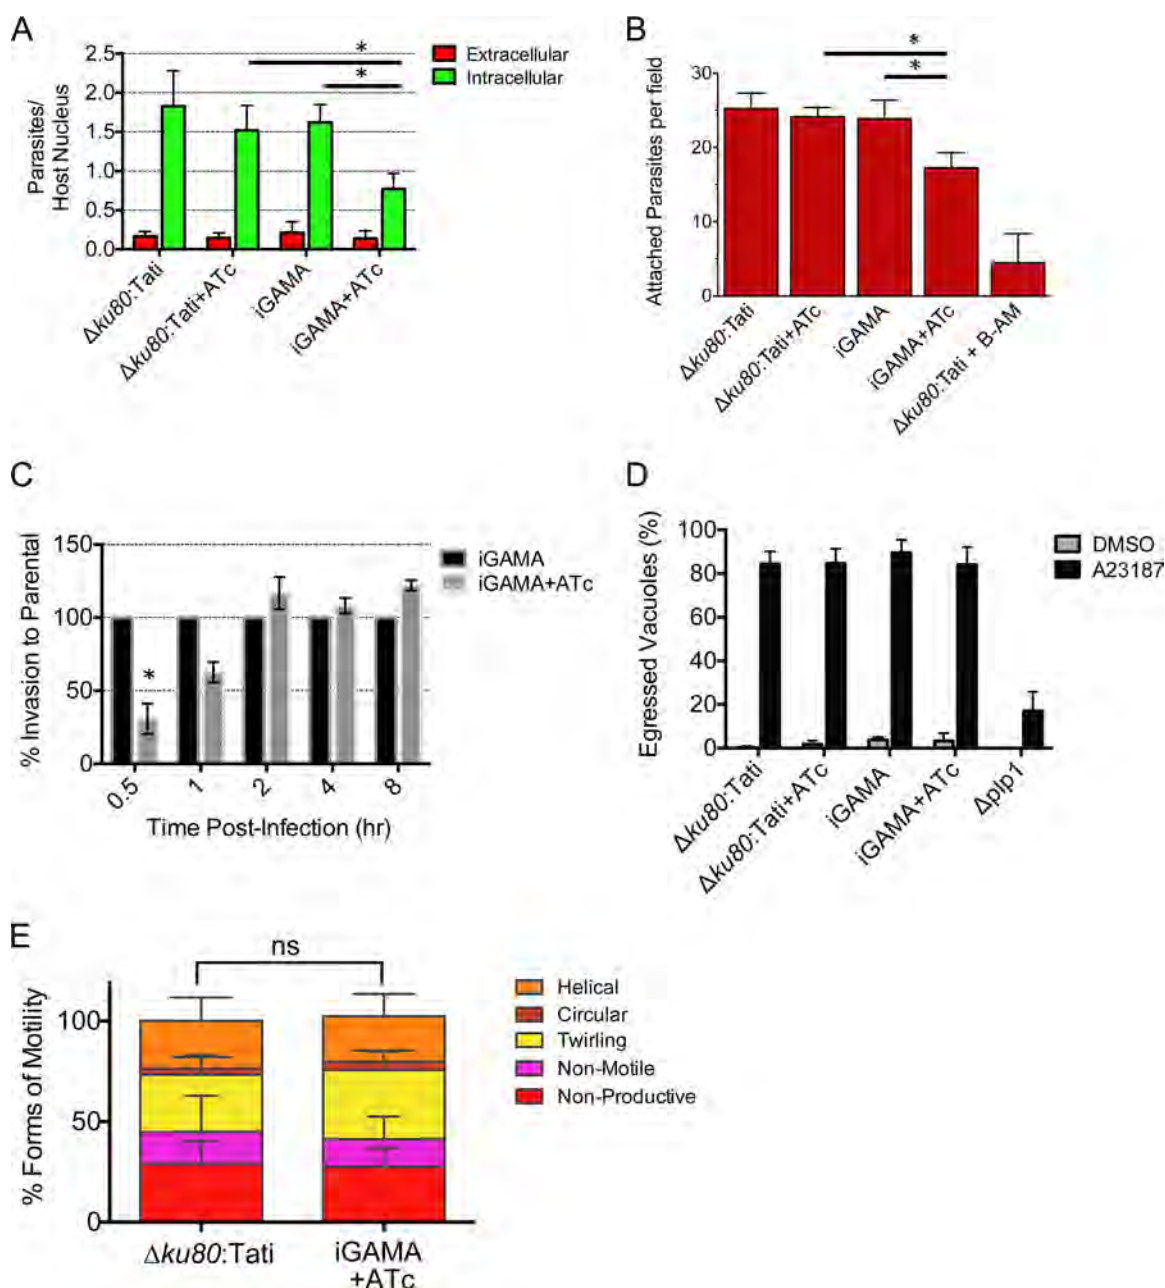 A
Parasites/
Host Nucleus
2.5
2.0
1.5
1.0
0.5
0.0
*
*
Extracellular
Intracellular
Δku80:Tati
Δku80:Tati+ATc
iGAMA
iGAMA+ATc
B
Attached Parasites per field
30
20
10
0
*
*
Δku80:Tati
Δku80:Tati+ATc
iGAMA
iGAMA+ATc
Δku80:Tati + B-AM
C
% Invasion to Parental
150
100
50
0
*
iGAMA
iGAMA+ATc
0.5 1 2 4 8
Time Post-Infection (hr)
D
Egressed Vacuoles (%)
100
80
60
40
20
0
DMSO
A23187
Δku80:Tati
Δku80:Tati+ATc
iGAMA
iGAMA+ATc
Δplp1
E
% Forms of Motility
100
50
0
ns
Helical
Circular
Twirling
Non-Motile
Non-Productive
Δku80:Tati
iGAMA
+ATc